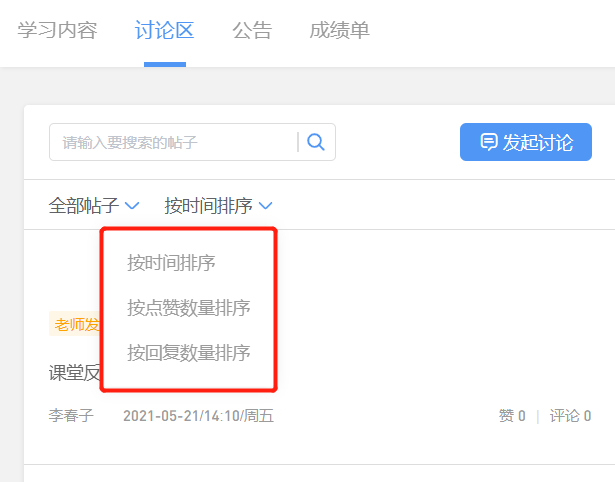 学习内容 讨论区 公告 成绩单
请输入要搜索的帖子 发起讨论
全部帖子 按时间排序
按时间排序
按点赞数量排序
老师发
按回复数量排序
课堂反
李春子 2021-05-21/14:10/周五 赞 0 | 评论 0